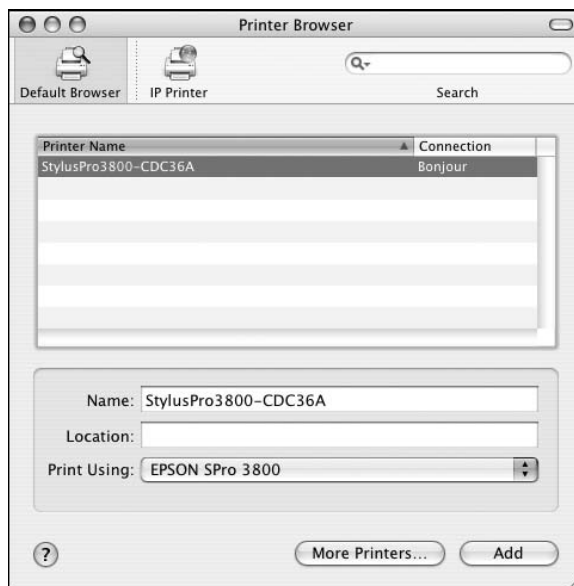 Printer Browser
Default Browser
IP Printer
Search
Printer Name
Connection
StylusPro3800-CDC36A
Bonjour
Name: StylusPro3800-CDC36A
Location:
Print Using: EPSON SPro 3800
?
More Printers...
Add